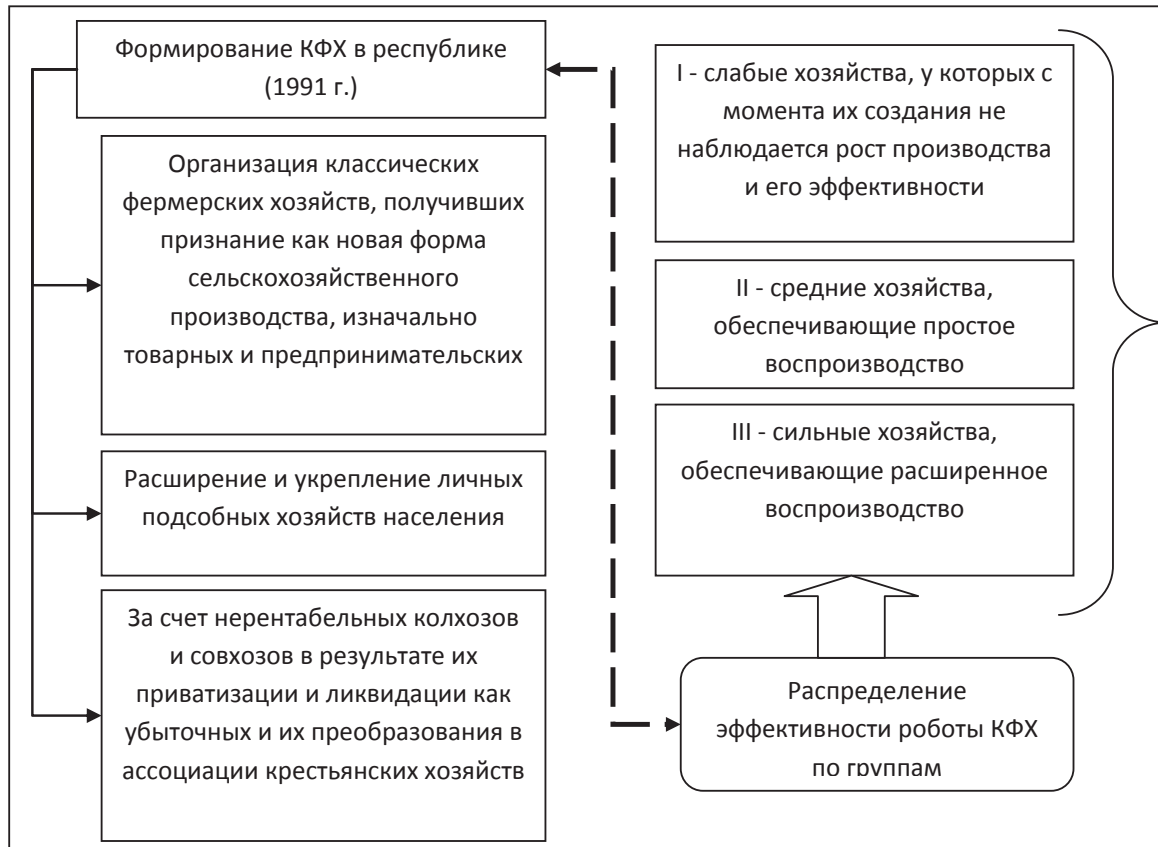 Формирование КФХ в республике
(1991 г.)
Организация классических
фермерских хозяйств, получивших
признание как новая форма
сельскохозяйственного
производства, изначально
товарных и предпринимательских
Расширение и укрепление личных
подсобных хозяйств населения
За счет нерентабельных колхозов
и совхозов в результате их
приватизации и ликвидации как
убыточных и их преобразования в
ассоциации крестьянских хозяйств
I - слабые хозяйства, у которых с
момента их создания не
наблюдается рост производства
и его эффективности
II - средние хозяйства,
обеспечивающие простое
воспроизводство
III - сильные хозяйства,
обеспечивающие расширенное
воспроизводство
Распределение
эффективности роботы КФХ
по группам